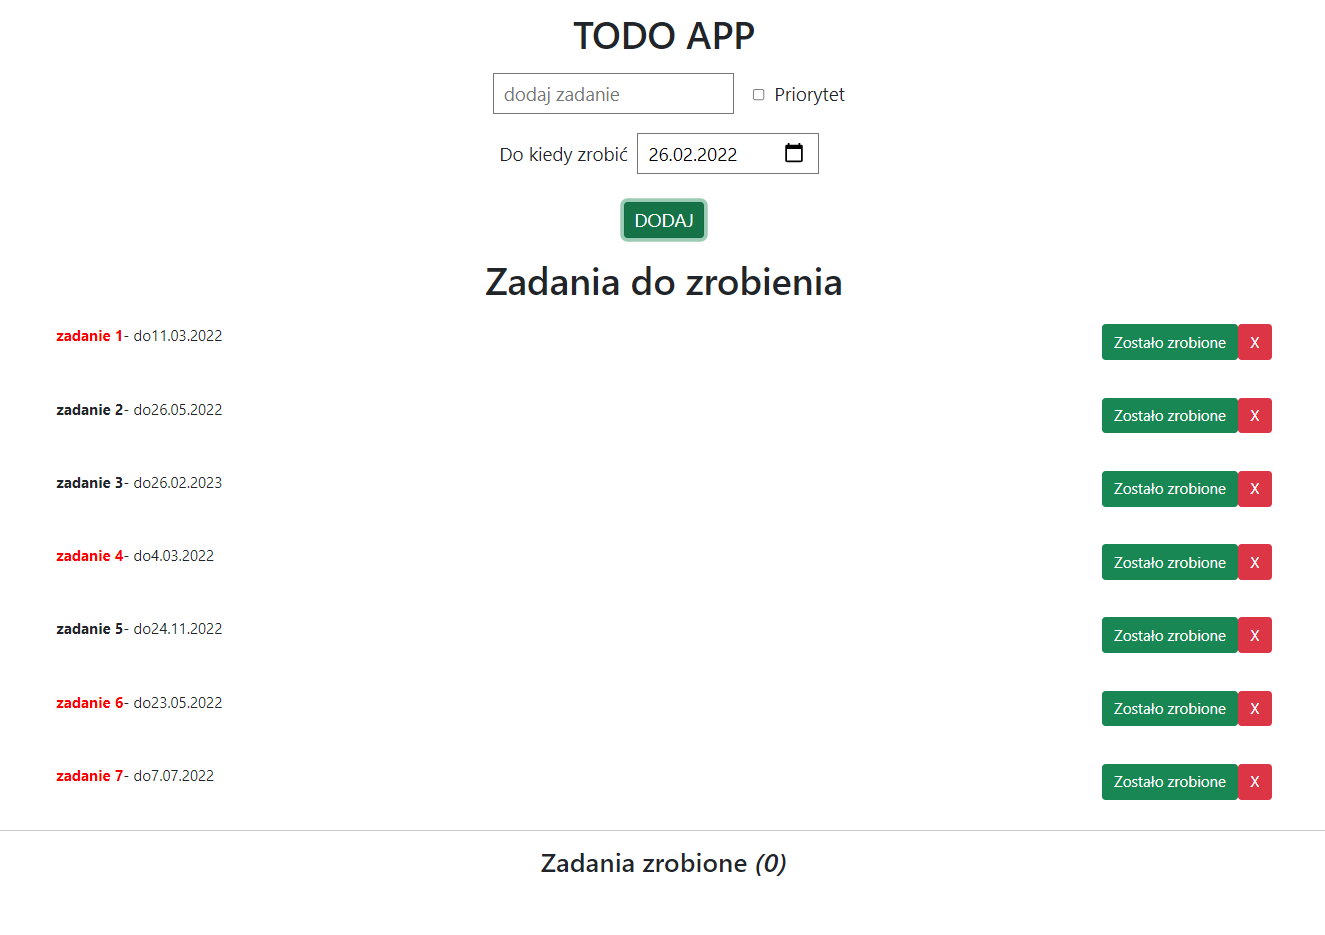 TODO APP
dodaj zadanie Priorytet
Do kiedy zrobić 26.02.2022
DODAJ
Zadania do zrobienia
zadanie 1- do11.03.2022 Zostało zrobione X
zadanie 2- do26.05.2022 Zostało zrobione X
zadanie 3- do26.02.2023 Zostało zrobione X
zadanie 4- do4.03.2022 Zostało zrobione X
zadanie 5- do24.11.2022 Zostało zrobione X
zadanie 6- do23.05.2022 Zostało zrobione X
zadanie 7- do7.07.2022 Zostało zrobione X
Zadania zrobione (0)